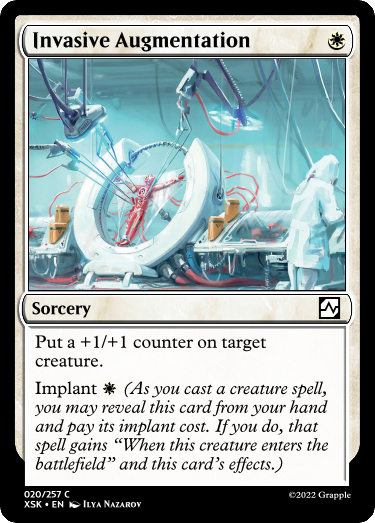 Invasive Augmentation
Sorcery
Put a +1/+1 counter on target
creature.
Implant (As you cast a creature spell,
you may reveal this card from your hand
and pay its implant cost. If you do, that
spell gains “When this creature enters the
battlefield” and this card’s effects.)
020/257 C
XSK • EN Ilya Nazarov
©2022 Grapple